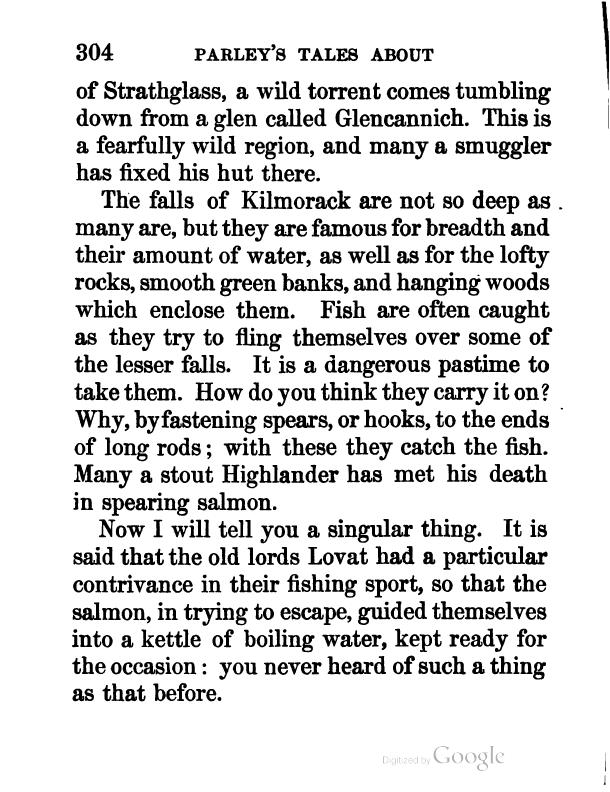 304 PARLEY'S TALES ABOUT
of Strathglass, a wild torrent comes tumbling
down from a glen called Glencannich. This is
a fearfully wild region, and many a smuggler
has fixed his hut there.
The falls of Kilmorack are not so deep as
many are, but they are famous for breadth and
their amount of water, as well as for the lofty
rocks, smooth green banks, and hanging woods
which enclose them. Fish are often caught
as they try to fling themselves over some of
the lesser falls. It is a dangerous pastime to
take them. How do you think they carry it on?
Why, by fastening spears, or hooks, to the ends
of long rods; with these they catch the fish.
Many a stout Highlander has met his death
in spearing salmon.
Now I will tell you a singular thing. It is
said that the old lords Lovat had a particular
contrivance in their fishing sport, so that the
salmon, in trying to escape, guided themselves
into a kettle of boiling water, kept ready for
the occasion: you never heard of such a thing
as that before.
Digitized by Google